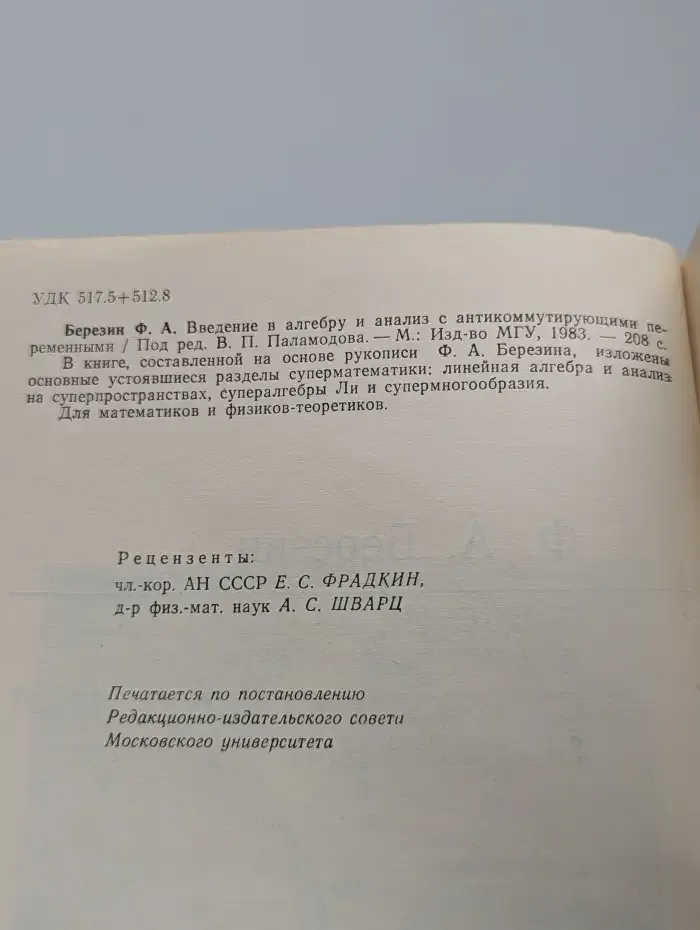 УДК 517.5+512.8
Березин Ф. А. Введение в алгебру и анализ с антикоммутирующими пе-
ременными / Под ред. В. П. Паламодова. — М.: Изд-во МГУ, 1983. — 208 с.
В книге, составленной на основе рукописи Ф. А. Березина, изложены
основные устоявшиеся разделы суперматематики: линейная алгебра и анализ
на суперпространствах, супералгебры Ли и супермногообразия.
Для математиков и физиков-теоретиков.
Рецензенты:
чл.-кор. АН СССР Е. С. ФРАДКИН,
д-р физ.-мат. наук А. С. ШВАРЦ
Печатается по постановлению
Редакционно-издательского совета
Московского университета